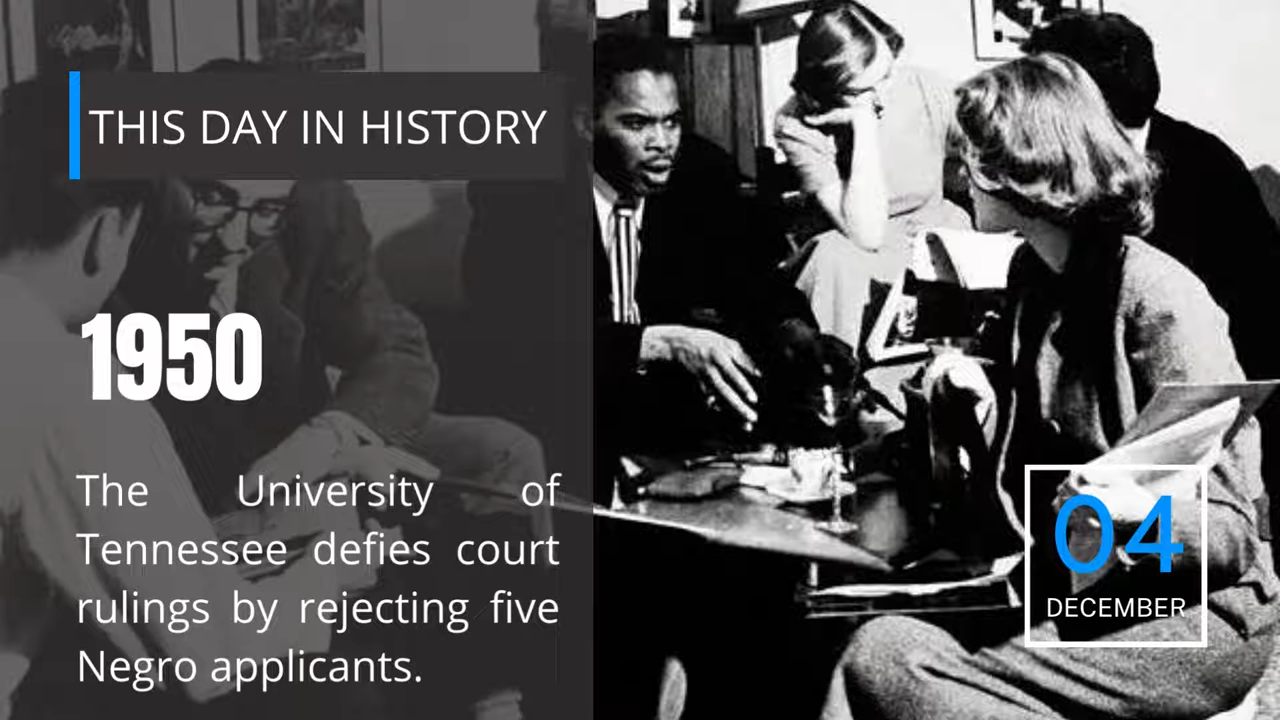 THIS DAY IN HISTORY
1950
The University of
Tennessee defies court
rulings by rejecting five
Negro applicants.
04
DECEMBER